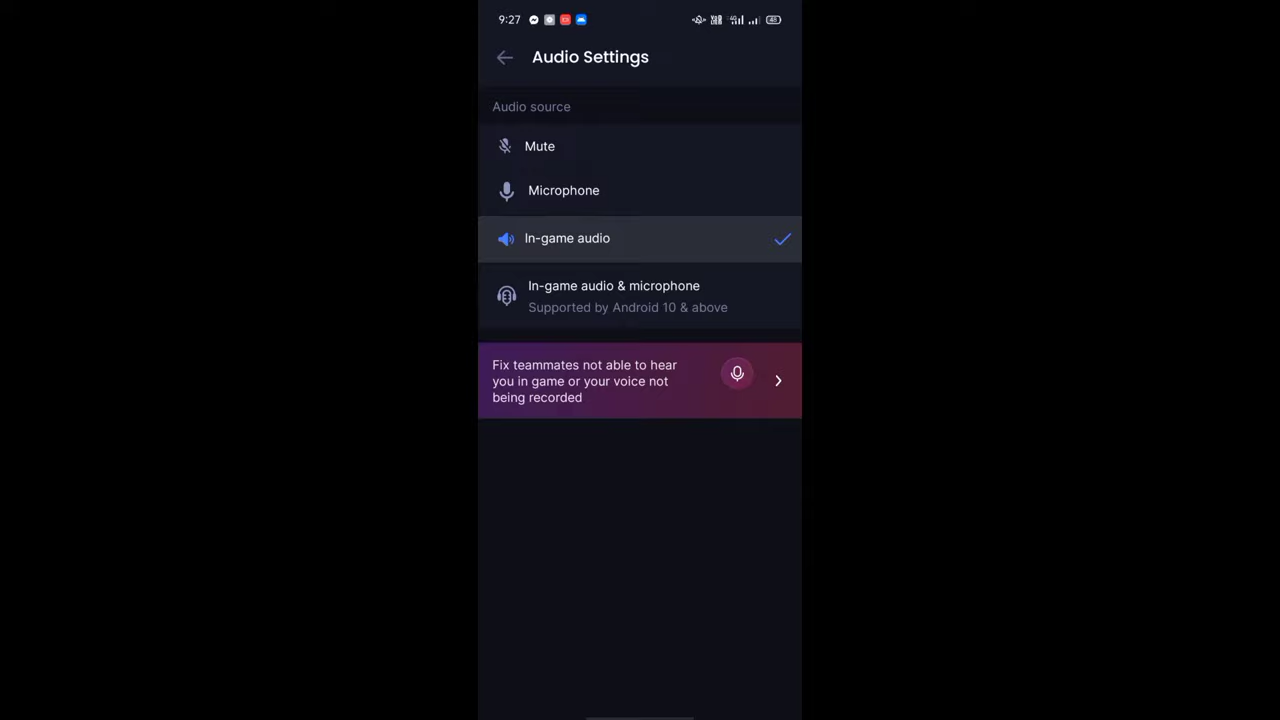 9:27
Audio Settings
Audio source
Mute
Microphone
In-game audio
In-game audio & microphone
Supported by Android 10 & above
Fix teammates not able to hear
you in game or your voice not
being recorded